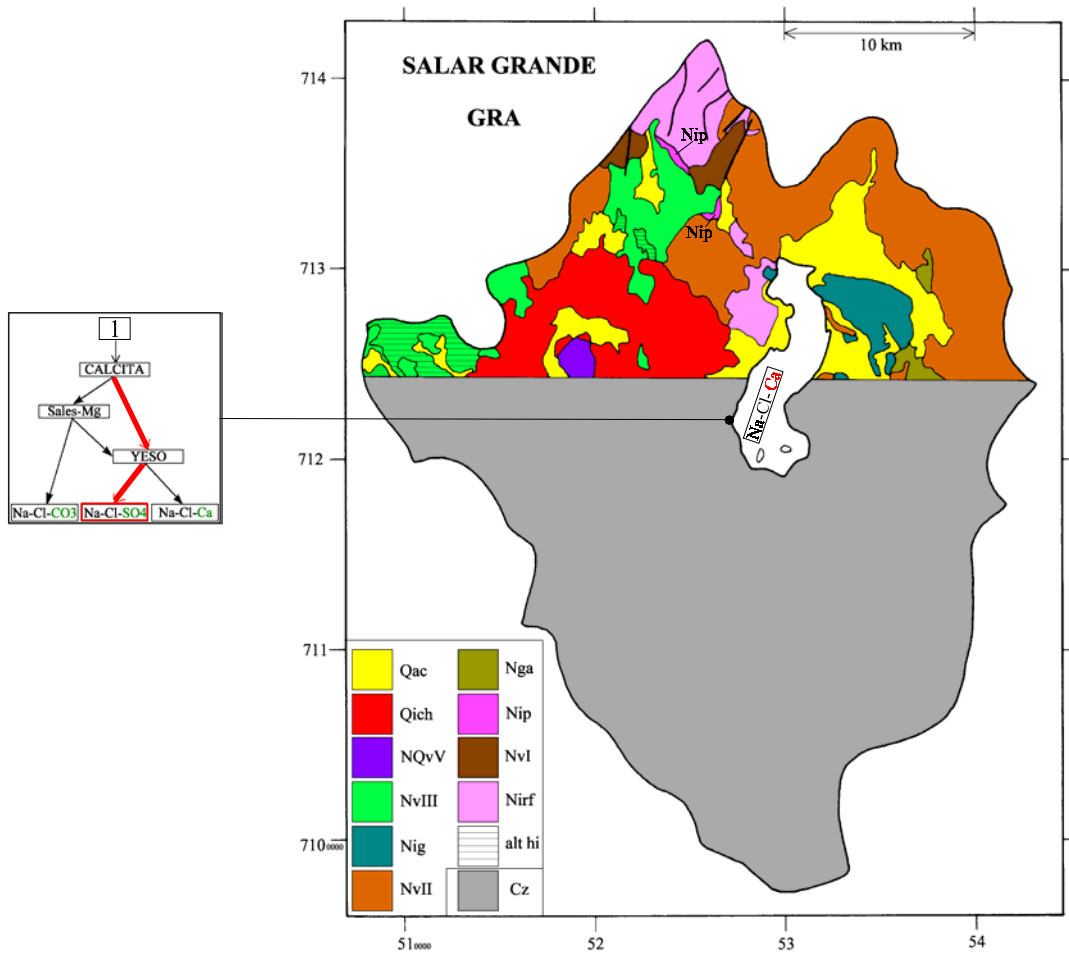 SALAR GRANDE
GRA
10 km
714
713
712
711
710 0000
51 0000
52
53
54
Nip
Nip
Na-Cl-Ca
1
CALCITA
Sales-Mg
YESO
Na-Cl-CO3
Na-Cl-SO4
Na-Cl-Ca
Qac
Qich
NQvV
NvIII
Nig
NvII
Nga
Nip
NvI
Nirf
alt hi
Cz